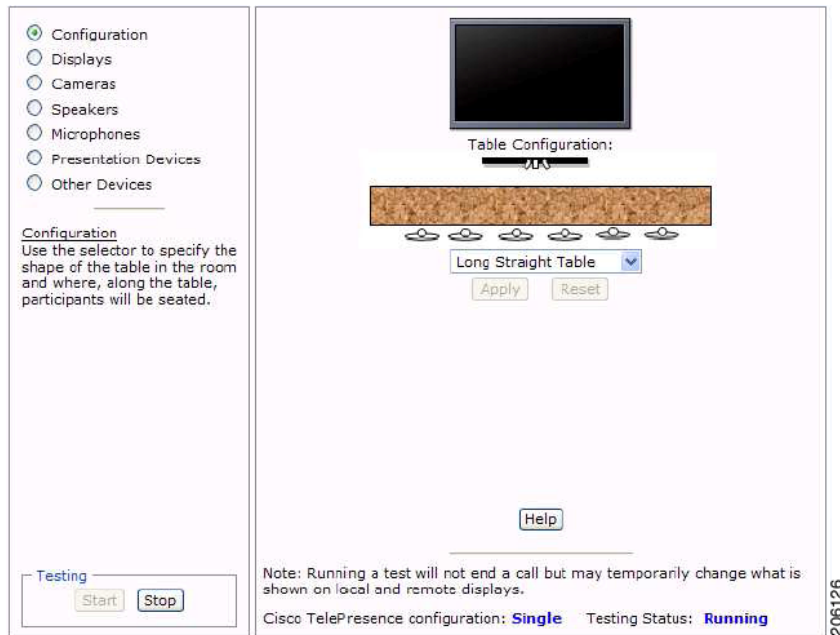 Configuration
Displays
Cameras
Speakers
Microphones
Presentation Devices
Other Devices
Configuration
Use the selector to specify the
shape of the table in the room
and where, along the table,
participants will be seated.
Testing
Start Stop
Table Configuration:
Long Straight Table
Apply Reset
Help
Note: Running a test will not end a call but may temporarily change what is
shown on local and remote displays.
Cisco TelePresence configuration: Single Testing Status: Running
206126